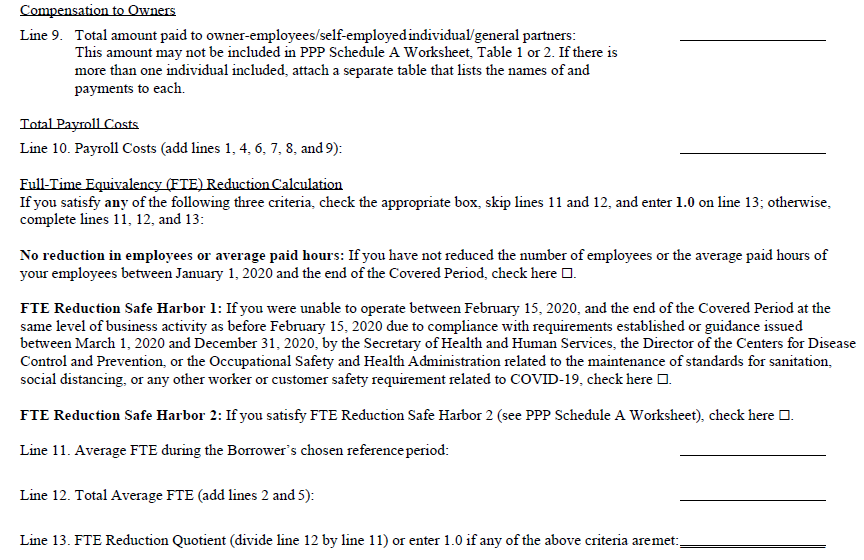 Compensation to Owners
Line 9. Total amount paid to owner-employees/self-employed individual/general partners:
This amount may not be included in PPP Schedule A Worksheet, Table 1 or 2. If there is
more than one individual included, attach a separate table that lists the names of and
payments to each.
Total Payroll Costs
Line 10. Payroll Costs (add lines 1, 4, 6, 7, 8, and 9):
Full-Time Equivalency (FTE) Reduction Calculation
If you satisfy any of the following three criteria, check the appropriate box, skip lines 11 and 12, and enter 1.0 on line 13; otherwise,
complete lines 11, 12, and 13:
No reduction in employees or average paid hours: If you have not reduced the number of employees or the average paid hours of
your employees between January 1, 2020 and the end of the Covered Period, check here ☐.
FTE Reduction Safe Harbor 1: If you were unable to operate between February 15, 2020, and the end of the Covered Period at the
same level of business activity as before February 15, 2020 due to compliance with requirements established or guidance issued
between March 1, 2020 and December 31, 2020, by the Secretary of Health and Human Services, the Director of the Centers for Disease
Control and Prevention, or the Occupational Safety and Health Administration related to the maintenance of standards for sanitation,
social distancing, or any other worker or customer safety requirement related to COVID-19, check here ☐.
FTE Reduction Safe Harbor 2: If you satisfy FTE Reduction Safe Harbor 2 (see PPP Schedule A Worksheet), check here ☐.
Line 11. Average FTE during the Borrower's chosen reference period:
Line 12. Total Average FTE (add lines 2 and 5):
Line 13. FTE Reduction Quotient (divide line 12 by line 11) or enter 1.0 if any of the above criteria are met: